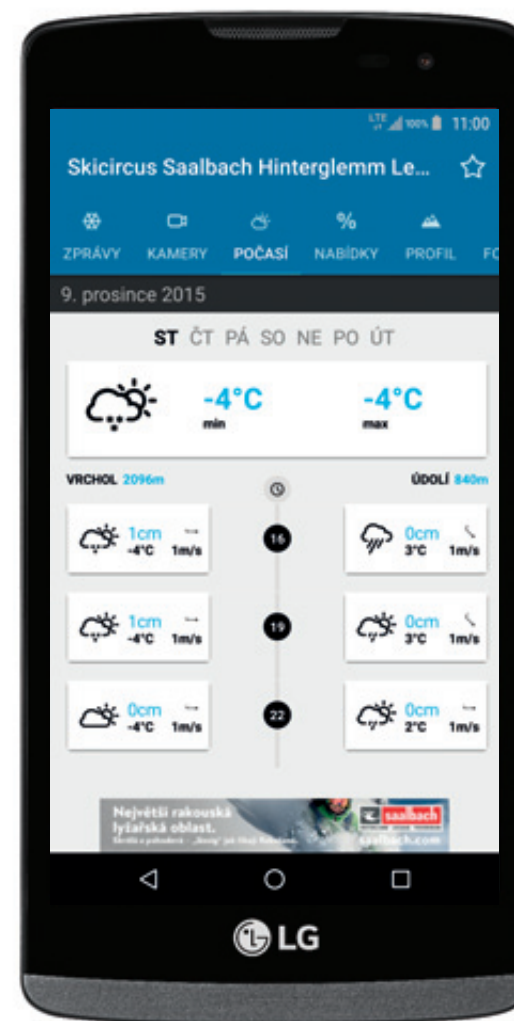 LTE 100% 11:00
Skicircus Saalbach Hinterglemm Le...
ZPRÁVY KAMERY POČASÍ NABÍDKY PROFIL FO
9. prosince 2015
ST ČT PÁ SO NE PO ÚT
-4°C -4°C
min max
VRCHOL 2096m ÚDOLÍ 840m
1cm 16 0cm
-4°C 1m/s 3°C 1m/s
1cm 19 0cm
-4°C 1m/s 3°C 1m/s
0cm 22 0cm
-4°C 1m/s 2°C 1m/s
Největší rakouská
lyžařská oblast.
saalbach
saalbach.com
LG